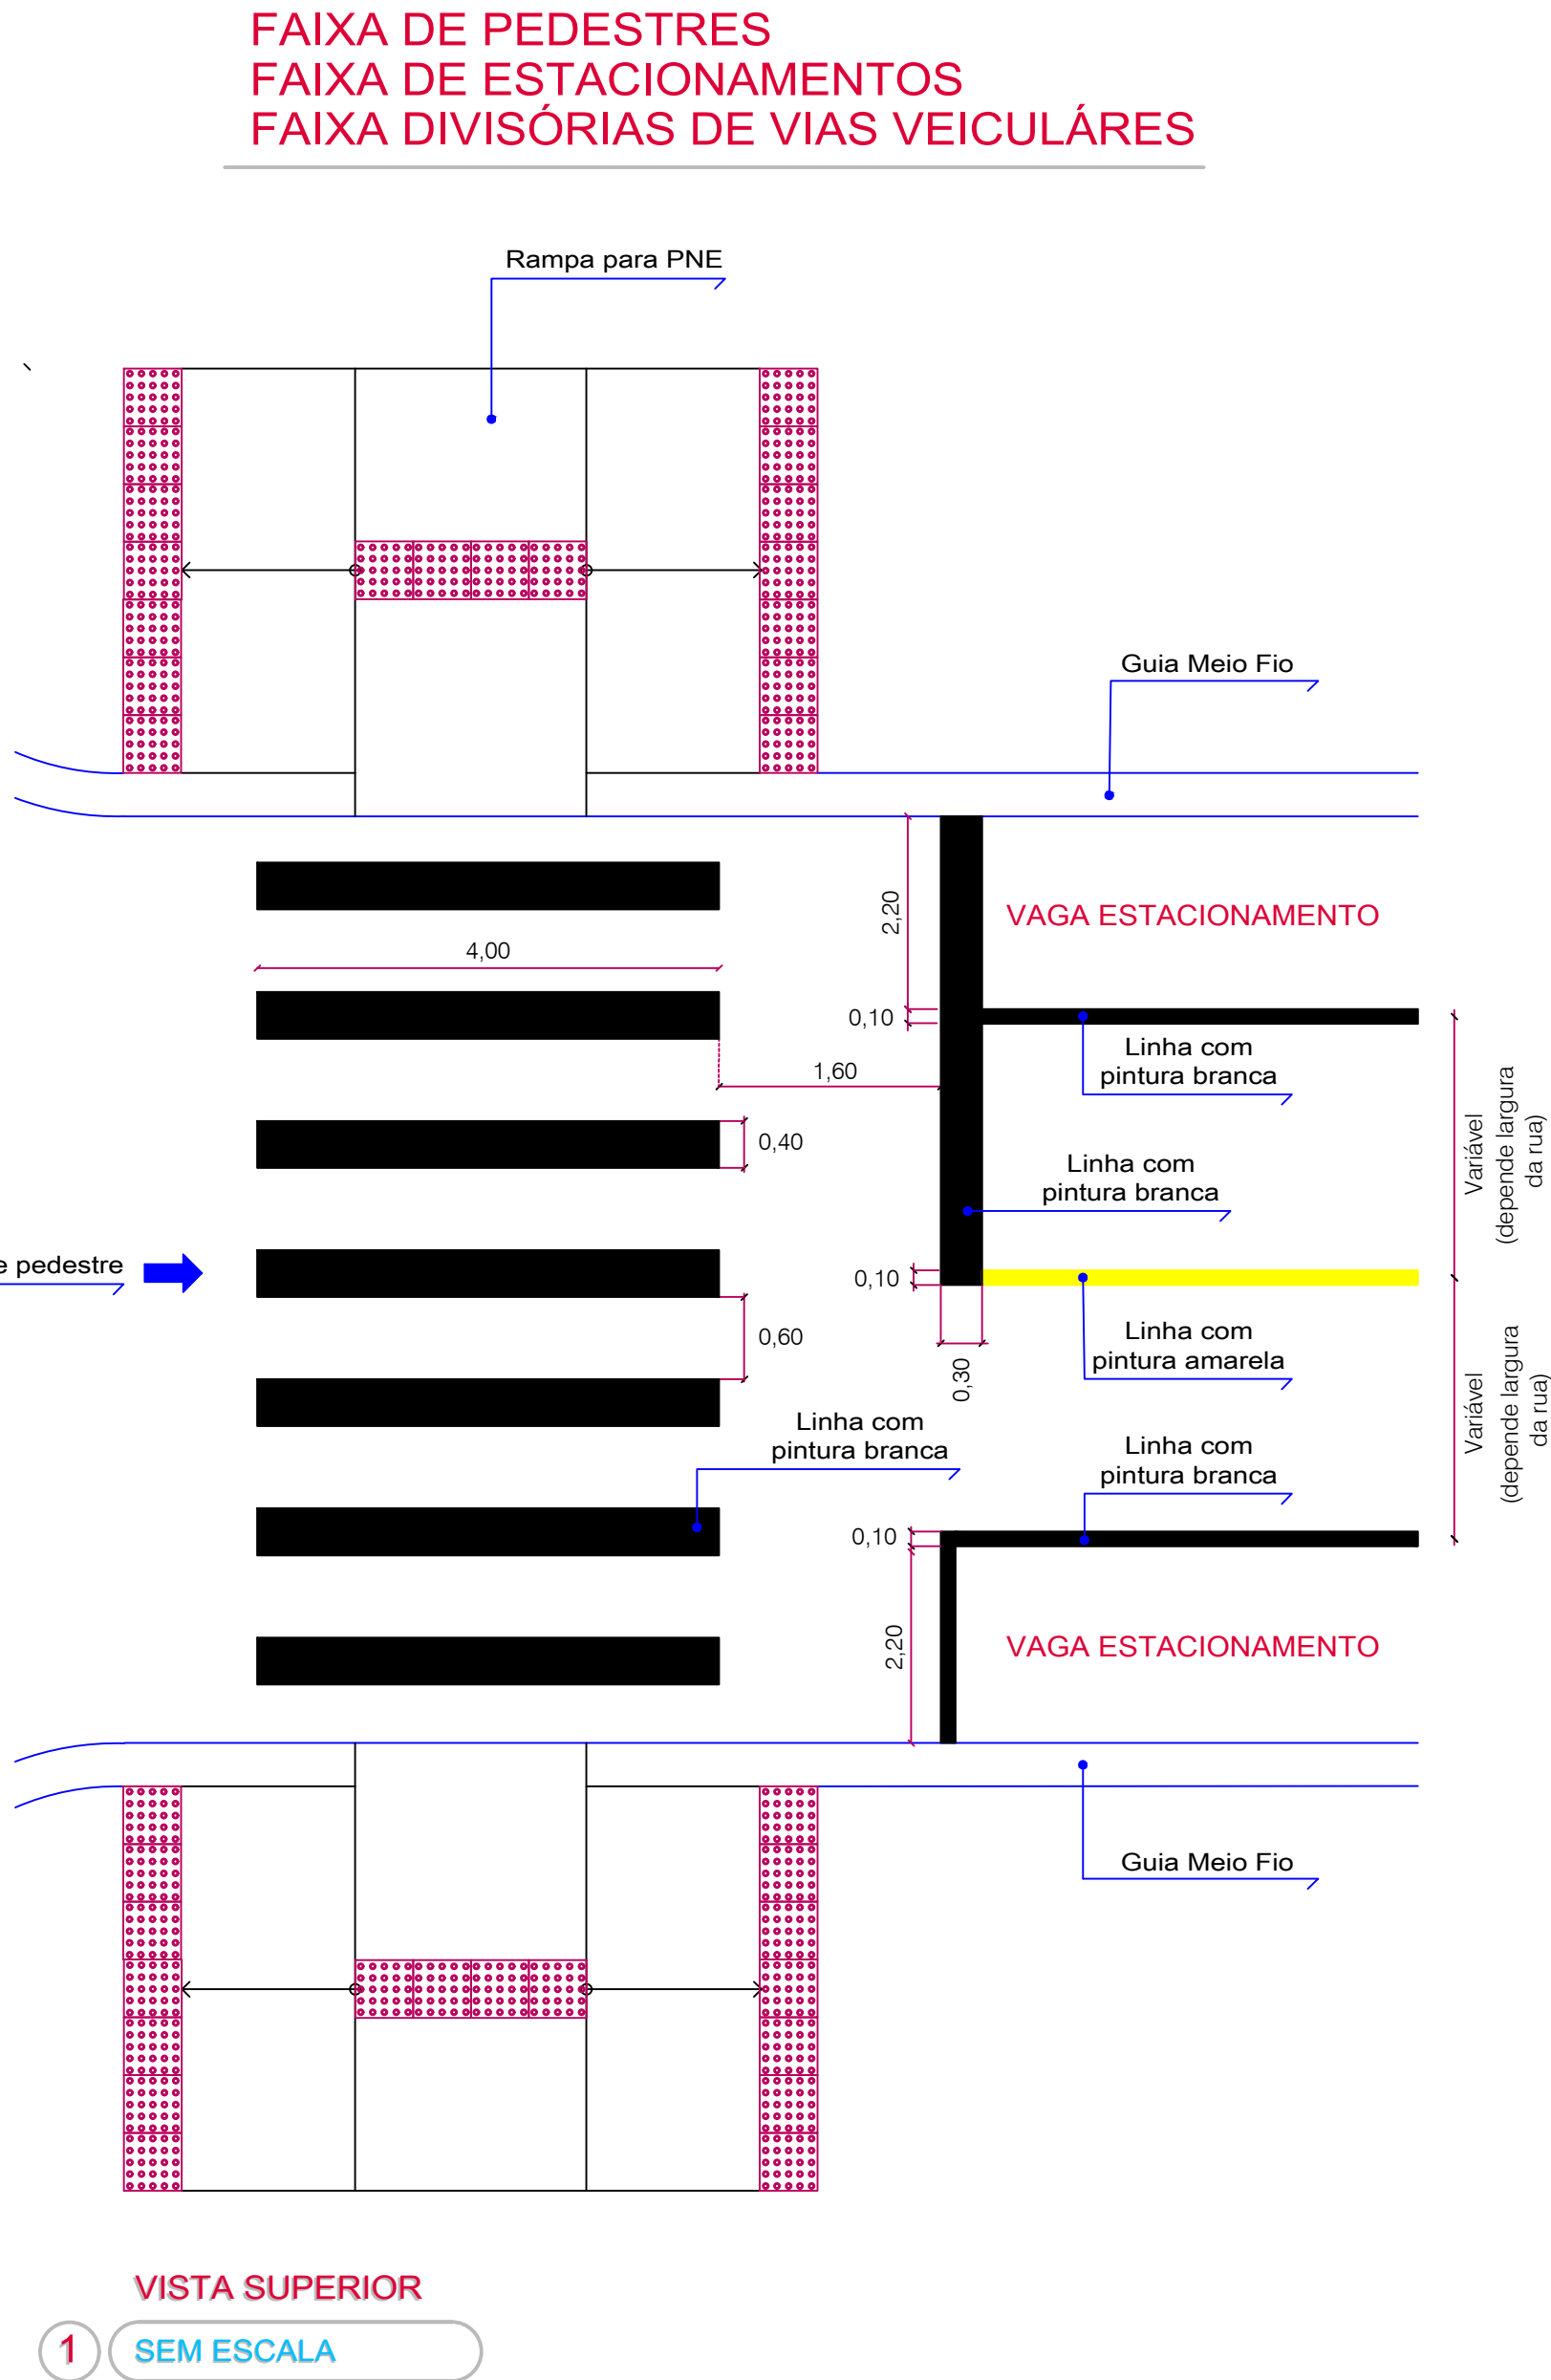 FAIXA DE PEDESTRES
FAIXA DE ESTACIONAMENTOS
FAIXA DIVISÓRIAS DE VIAS VEICULÁRES
Rampa para PNE
Guia Meio Fio
2,20
VAGA ESTACIONAMENTO
4,00
0,10
Linha com
pintura branca
1,60
0,40
Variável
(depende largura
da rua)
Linha com
pintura branca
e pedestre
0,10
0,60
Linha com
pintura amarela
0,30
Variável
(depende largura
da rua)
Linha com
pintura branca
Linha com
pintura branca
0,10
2,20
VAGA ESTACIONAMENTO
Guia Meio Fio
VISTA SUPERIOR
1
SEM ESCALA